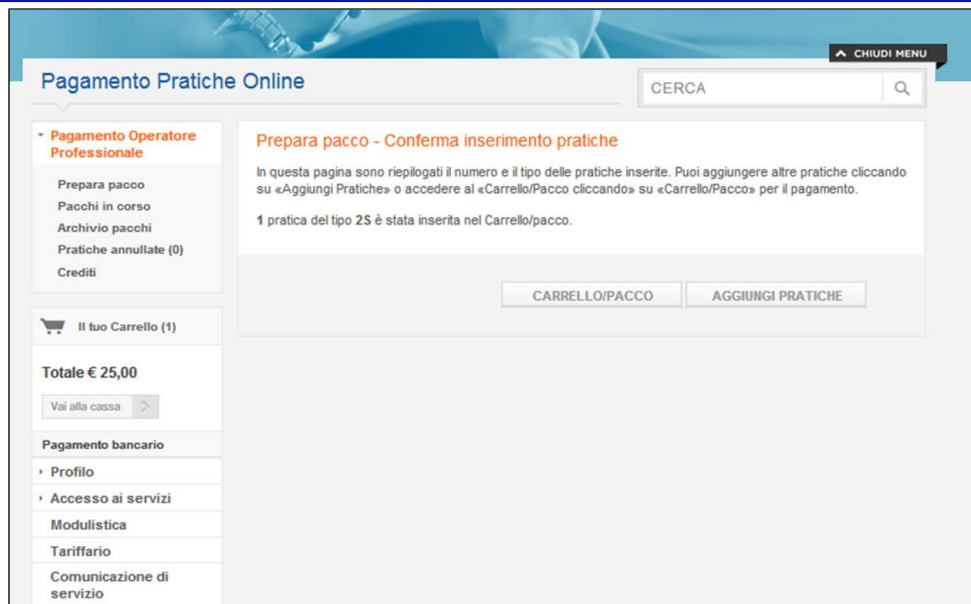 CHIUDI MENU
Pagamento Pratiche Online
CERCA
Pagamento Operatore
Professionale
Prepara pacco
Pacchi in corso
Archivio pacchi
Pratiche annullate (0)
Crediti
Il tuo Carrello (1)
Totale € 25,00
Vai alla cassa
Pagamento bancario
Profilo
Accesso ai servizi
Modulistica
Tariffario
Comunicazione di
servizio
Prepara pacco - Conferma inserimento pratiche
In questa pagina sono riepilogati il numero e il tipo delle pratiche inserite. Puoi aggiungere altre pratiche cliccando
su «Aggiungi Pratiche» o accedere al «Carrello/Pacco cliccando» su «Carrello/Pacco» per il pagamento.
1 pratica del tipo 2S è stata inserita nel Carrello/pacco.
CARRELLO/PACCO
AGGIUNGI PRATICHE